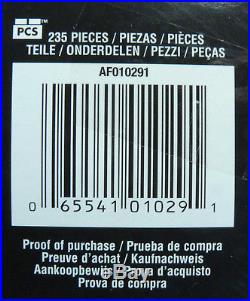 PCS
235 PIECES / PIEZAS / PIÈCES
TEILE / ONDERDELEN / PEZZI / PEÇAS
AF010291
0 65541 01029 1
Proof of purchase / Prueba de compra
Preuve d'achat / Kaufnachweis
Aankoopbewijs / Prova d'acquisto
Prova de compra